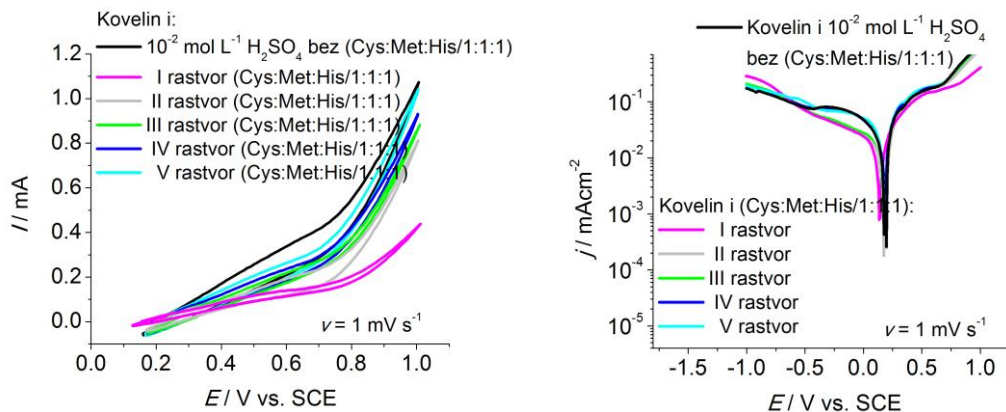 Kovelin i:
10⁻² mol L⁻¹ H₂SO₄ bez (Cys:Met:His/1:1:1)
I rastvor (Cys:Met:His/1:1:1)
II rastvor (Cys:Met:His/1:1:1)
III rastvor (Cys:Met:His/1:1:1)
IV rastvor (Cys:Met:His/1:1:1)
V rastvor (Cys:Met:His/1:1:1)
I / mA
1.2
1.0
0.8
0.6
0.4
0.2
0.0
ν = 1 mV s⁻¹
0.0 0.2 0.4 0.6 0.8 1.0
E / V vs. SCE
Kovelin i 10⁻² mol L⁻¹ H₂SO₄
bez (Cys:Met:His/1:1:1)
j / mAcm⁻²
10⁻¹
10⁻²
10⁻³
10⁻⁴
10⁻⁵
Kovelin i (Cys:Met:His/1:1:1):
I rastvor
II rastvor
III rastvor
IV rastvor
V rastvor
ν = 1 mV s⁻¹
-1.5 -1.0 -0.5 0.0 0.5 1.0
E / V vs. SCE